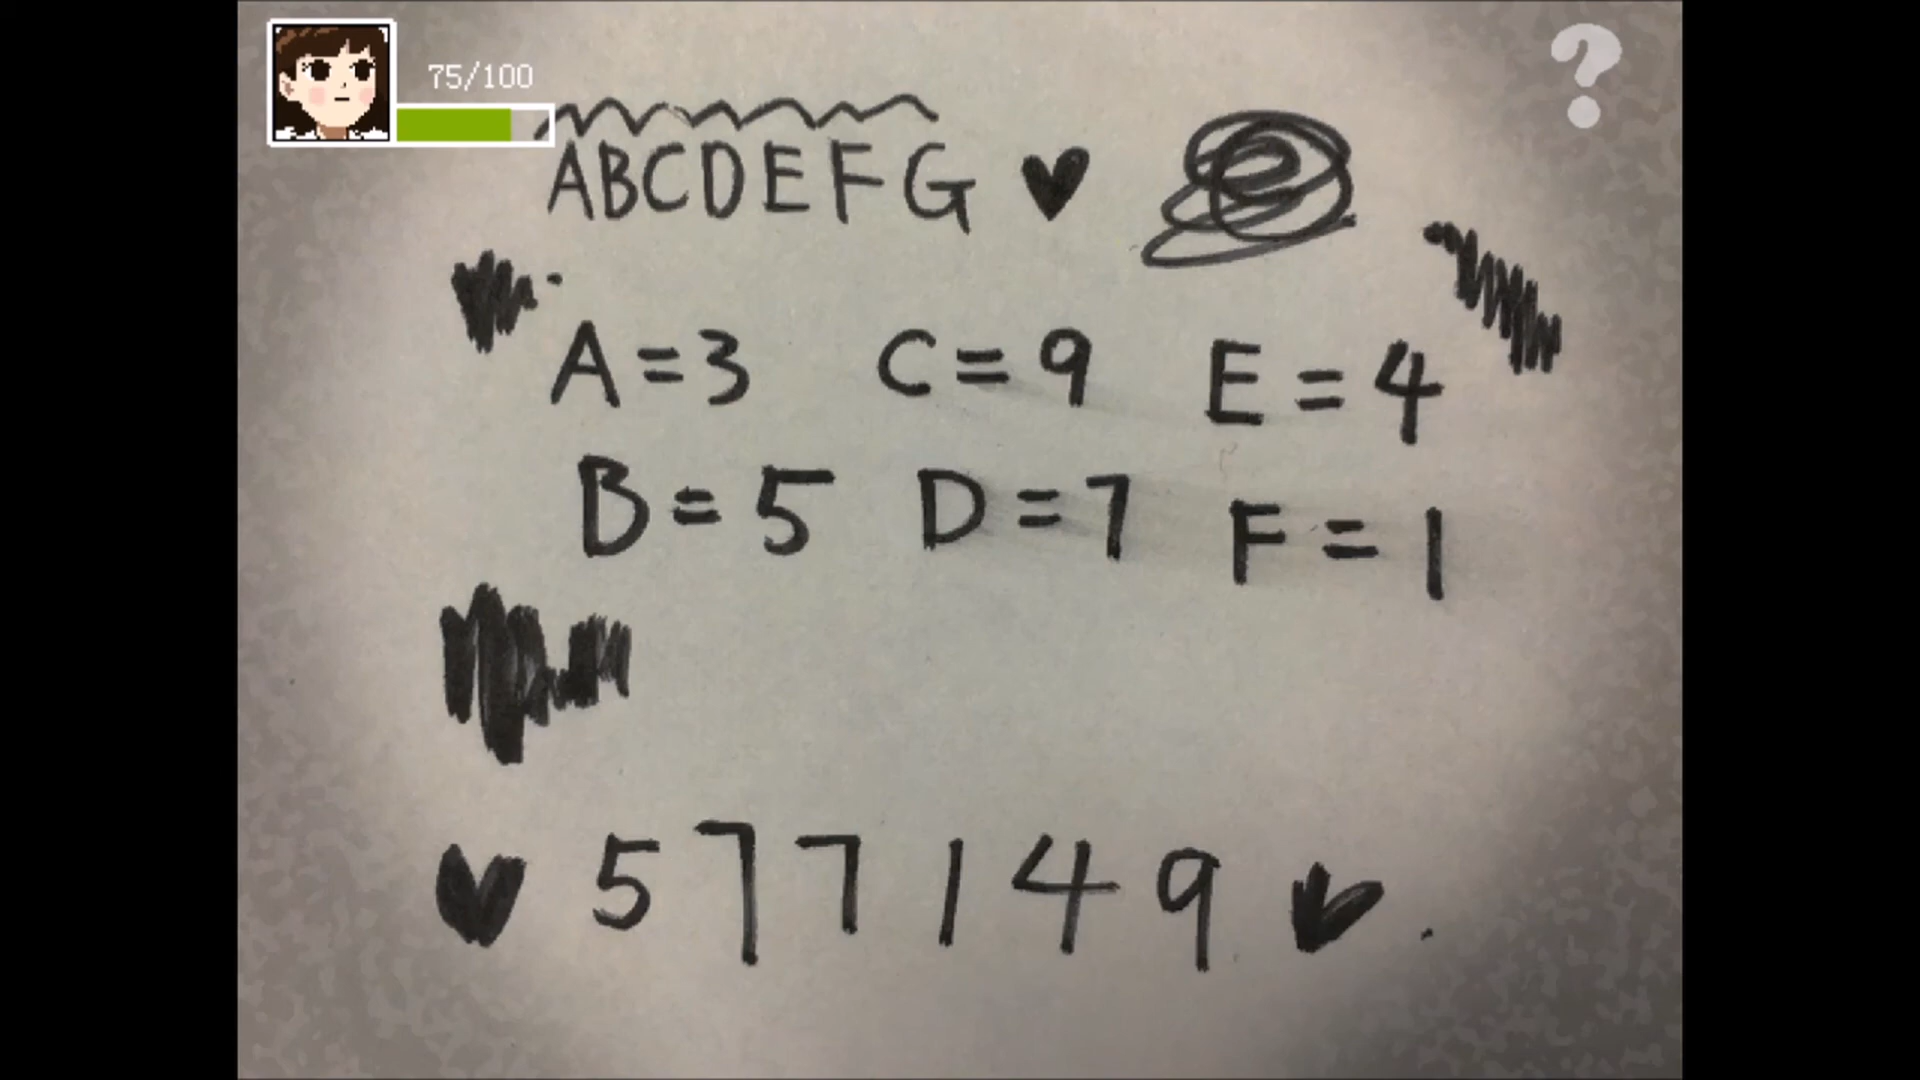 75/100
?
ABCDEFG ♥
A=3 C=9 E=4
B=5 D=7 F=1
♥ 577149 ♥